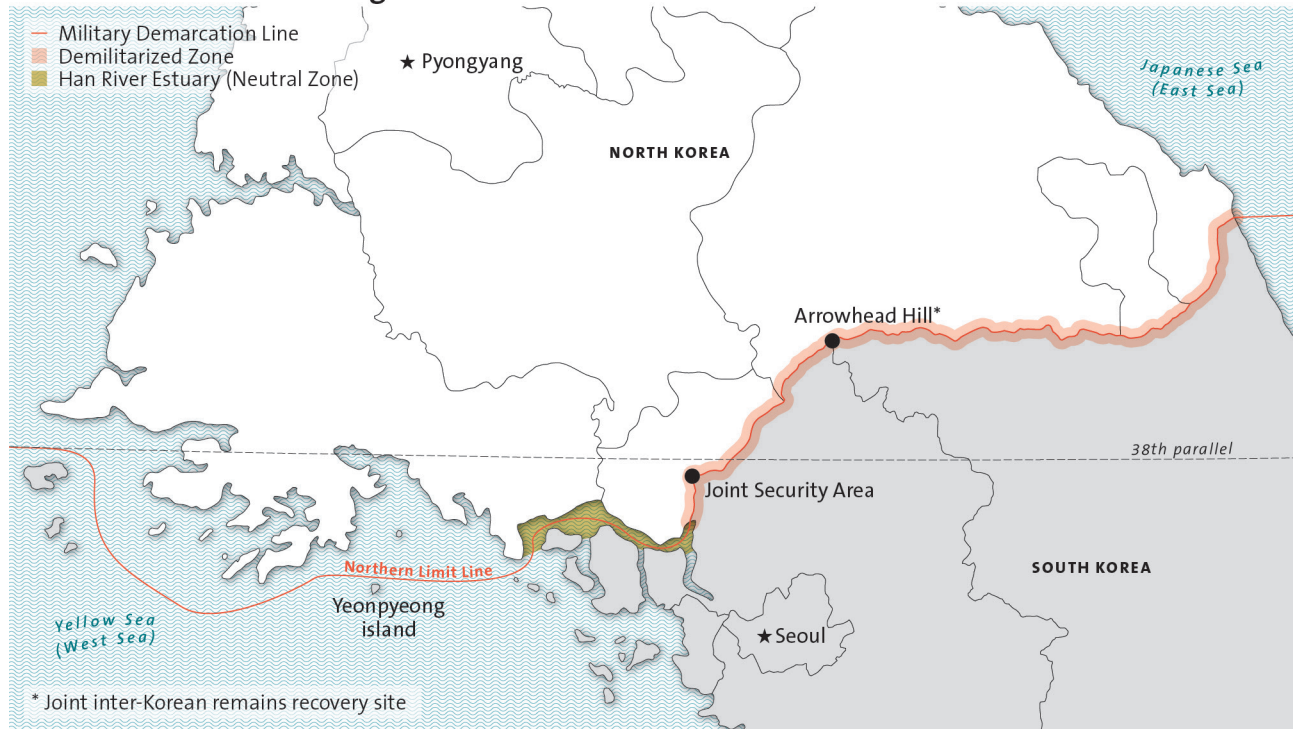 Military Demarcation Line
Demilitarized Zone
Han River Estuary (Neutral Zone)
Pyongyang
Japanese Sea
(East Sea)
NORTH KOREA
Arrowhead Hill*
38th parallel
Joint Security Area
Northern Limit Line
SOUTH KOREA
Yeonpyeong
island
Yellow Sea
(West Sea)
Seoul
* Joint inter-Korean remains recovery site